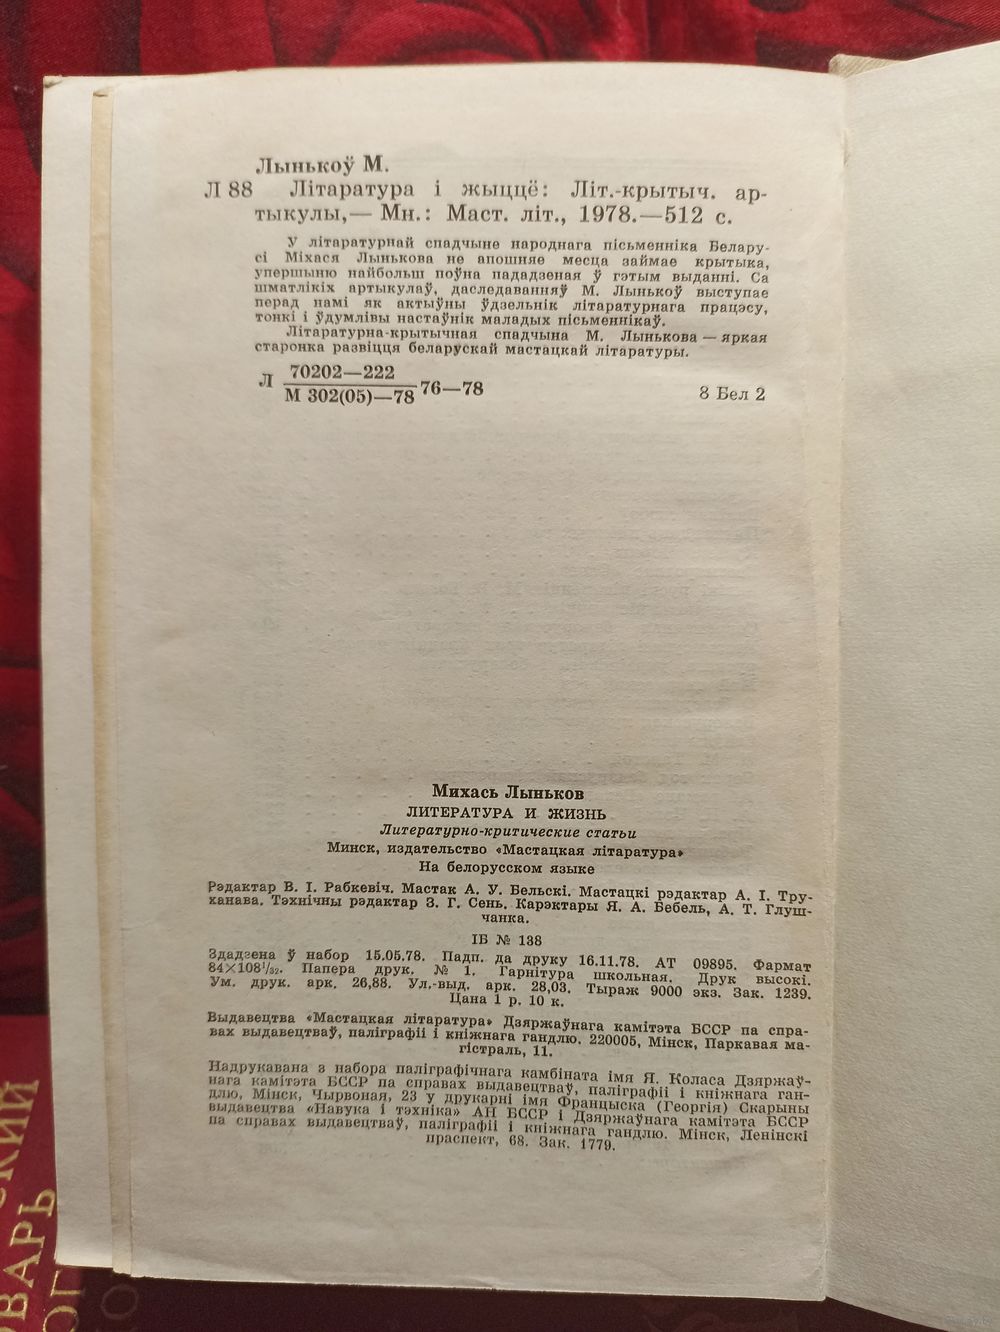 Лынькоў М.
Л 88 Літаратура і жыццё: Літ.-крытыч. ар-
тыкулы,— Мн.: Маст. літ., 1978.—512 с.
У літаратурнай спадчыне народнага пісьменніка Белару-
сі Міхася Лынькова не апошняе месца займае крытыка,
упершыню найбольш поўна пададзеная ў гэтым выданні. Са
шматлікіх артыкулаў, даследаванняў М. Лынькоў выступае
перад намі як актыўны ўдзельнік літаратурнага працэсу,
тонкі і ўдумлівы настаўнік маладых пісьменнікаў.
Літаратурна-крытычная спадчына М. Лынькова — яркая
старонка развіцця беларускай мастацкай літаратуры.
Л 70202—222
М 302(05)—78 76—78
8 Бел 2
Михась Лыньков
ЛИТЕРАТУРА И ЖИЗНЬ
Литературно-критические статьи
Минск, издательство «Мастацкая літаратура»
На белорусском языке
Рэдактар В. І. Рабкевіч. Мастак А. У. Бельскі. Мастацкі рэдактар А. І. Тру-
ханава. Тэхнічны рэдактар З. Г. Сень. Карэктары Я. А. Бебель, А. Т. Глуш-
чанка.
ІБ № 138
Здадзена ў набор 15.05.78. Падп. да друку 16.11.78. АТ 09895. Фармат
84×108¹/₃₂. Папера друк. № 1. Гарнітура школьная. Друк высокі.
Ум. друк. арк. 26,88. Ул.-выд. арк. 28,03. Тыраж 9000 экз. Зак. 1239.
Цана 1 р. 10 к.
Выдавецтва «Мастацкая літаратура» Дзяржаўнага камітэта БССР па спра-
вах выдавецтваў, паліграфіі і кніжнага гандлю. 220005, Мінск, Паркавая ма-
гістраль, 11.
Надрукавана з набора паліграфічнага камбіната імя Я. Коласа Дзяржаў-
нага камітэта БССР па справах выдавецтваў, паліграфіі і кніжнага ган-
длю, Мінск, Чырвоная, 23 у друкарні імя Францыска (Георгія) Скарыны
выдавецтва «Навука і тэхніка» АН БССР і Дзяржаўнага камітэта БССР
па справах выдавецтваў, паліграфіі і кніжнага гандлю. Мінск, Ленінскі
праспект, 68. Зак. 1779.